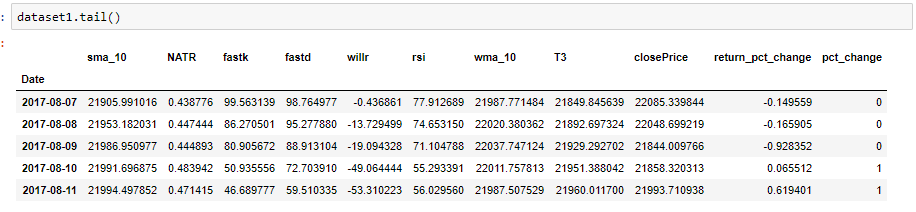 : dataset1.tail()
:
sma_10 NATR fastk fastd willr rsi wma_10 T3 closePrice return_pct_change pct_change
Date
2017-08-07 21905.991016 0.438776 99.563139 98.764977 -0.436861 77.912689 21987.771484 21849.845639 22085.339844 -0.149559 0
2017-08-08 21953.182031 0.447444 86.270501 95.277880 -13.729499 74.653150 22020.380362 21892.697324 22048.699219 -0.165905 0
2017-08-09 21986.950977 0.444893 80.905672 88.913104 -19.094328 71.104788 22037.747124 21929.292702 21844.009766 -0.928352 0
2017-08-10 21991.696875 0.483942 50.935556 72.703910 -49.064444 55.293391 22011.757813 21951.388042 21858.320313 0.065512 1
2017-08-11 21994.497852 0.471415 46.689777 59.510335 -53.310223 56.029560 21987.507529 21960.011700 21993.710938 0.619401 1